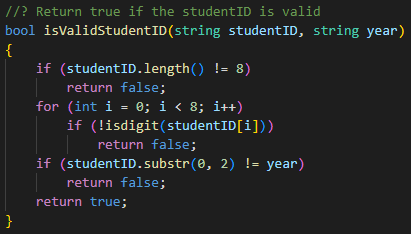 //? Return true if the studentID is valid
bool isValidStudentID(string studentID, string year)
{
    if (studentID.length() != 8)
        return false;
    for (int i = 0; i < 8; i++)
        if (!isdigit(studentID[i]))
            return false;
    if (studentID.substr(0, 2) != year)
        return false;
    return true;
}